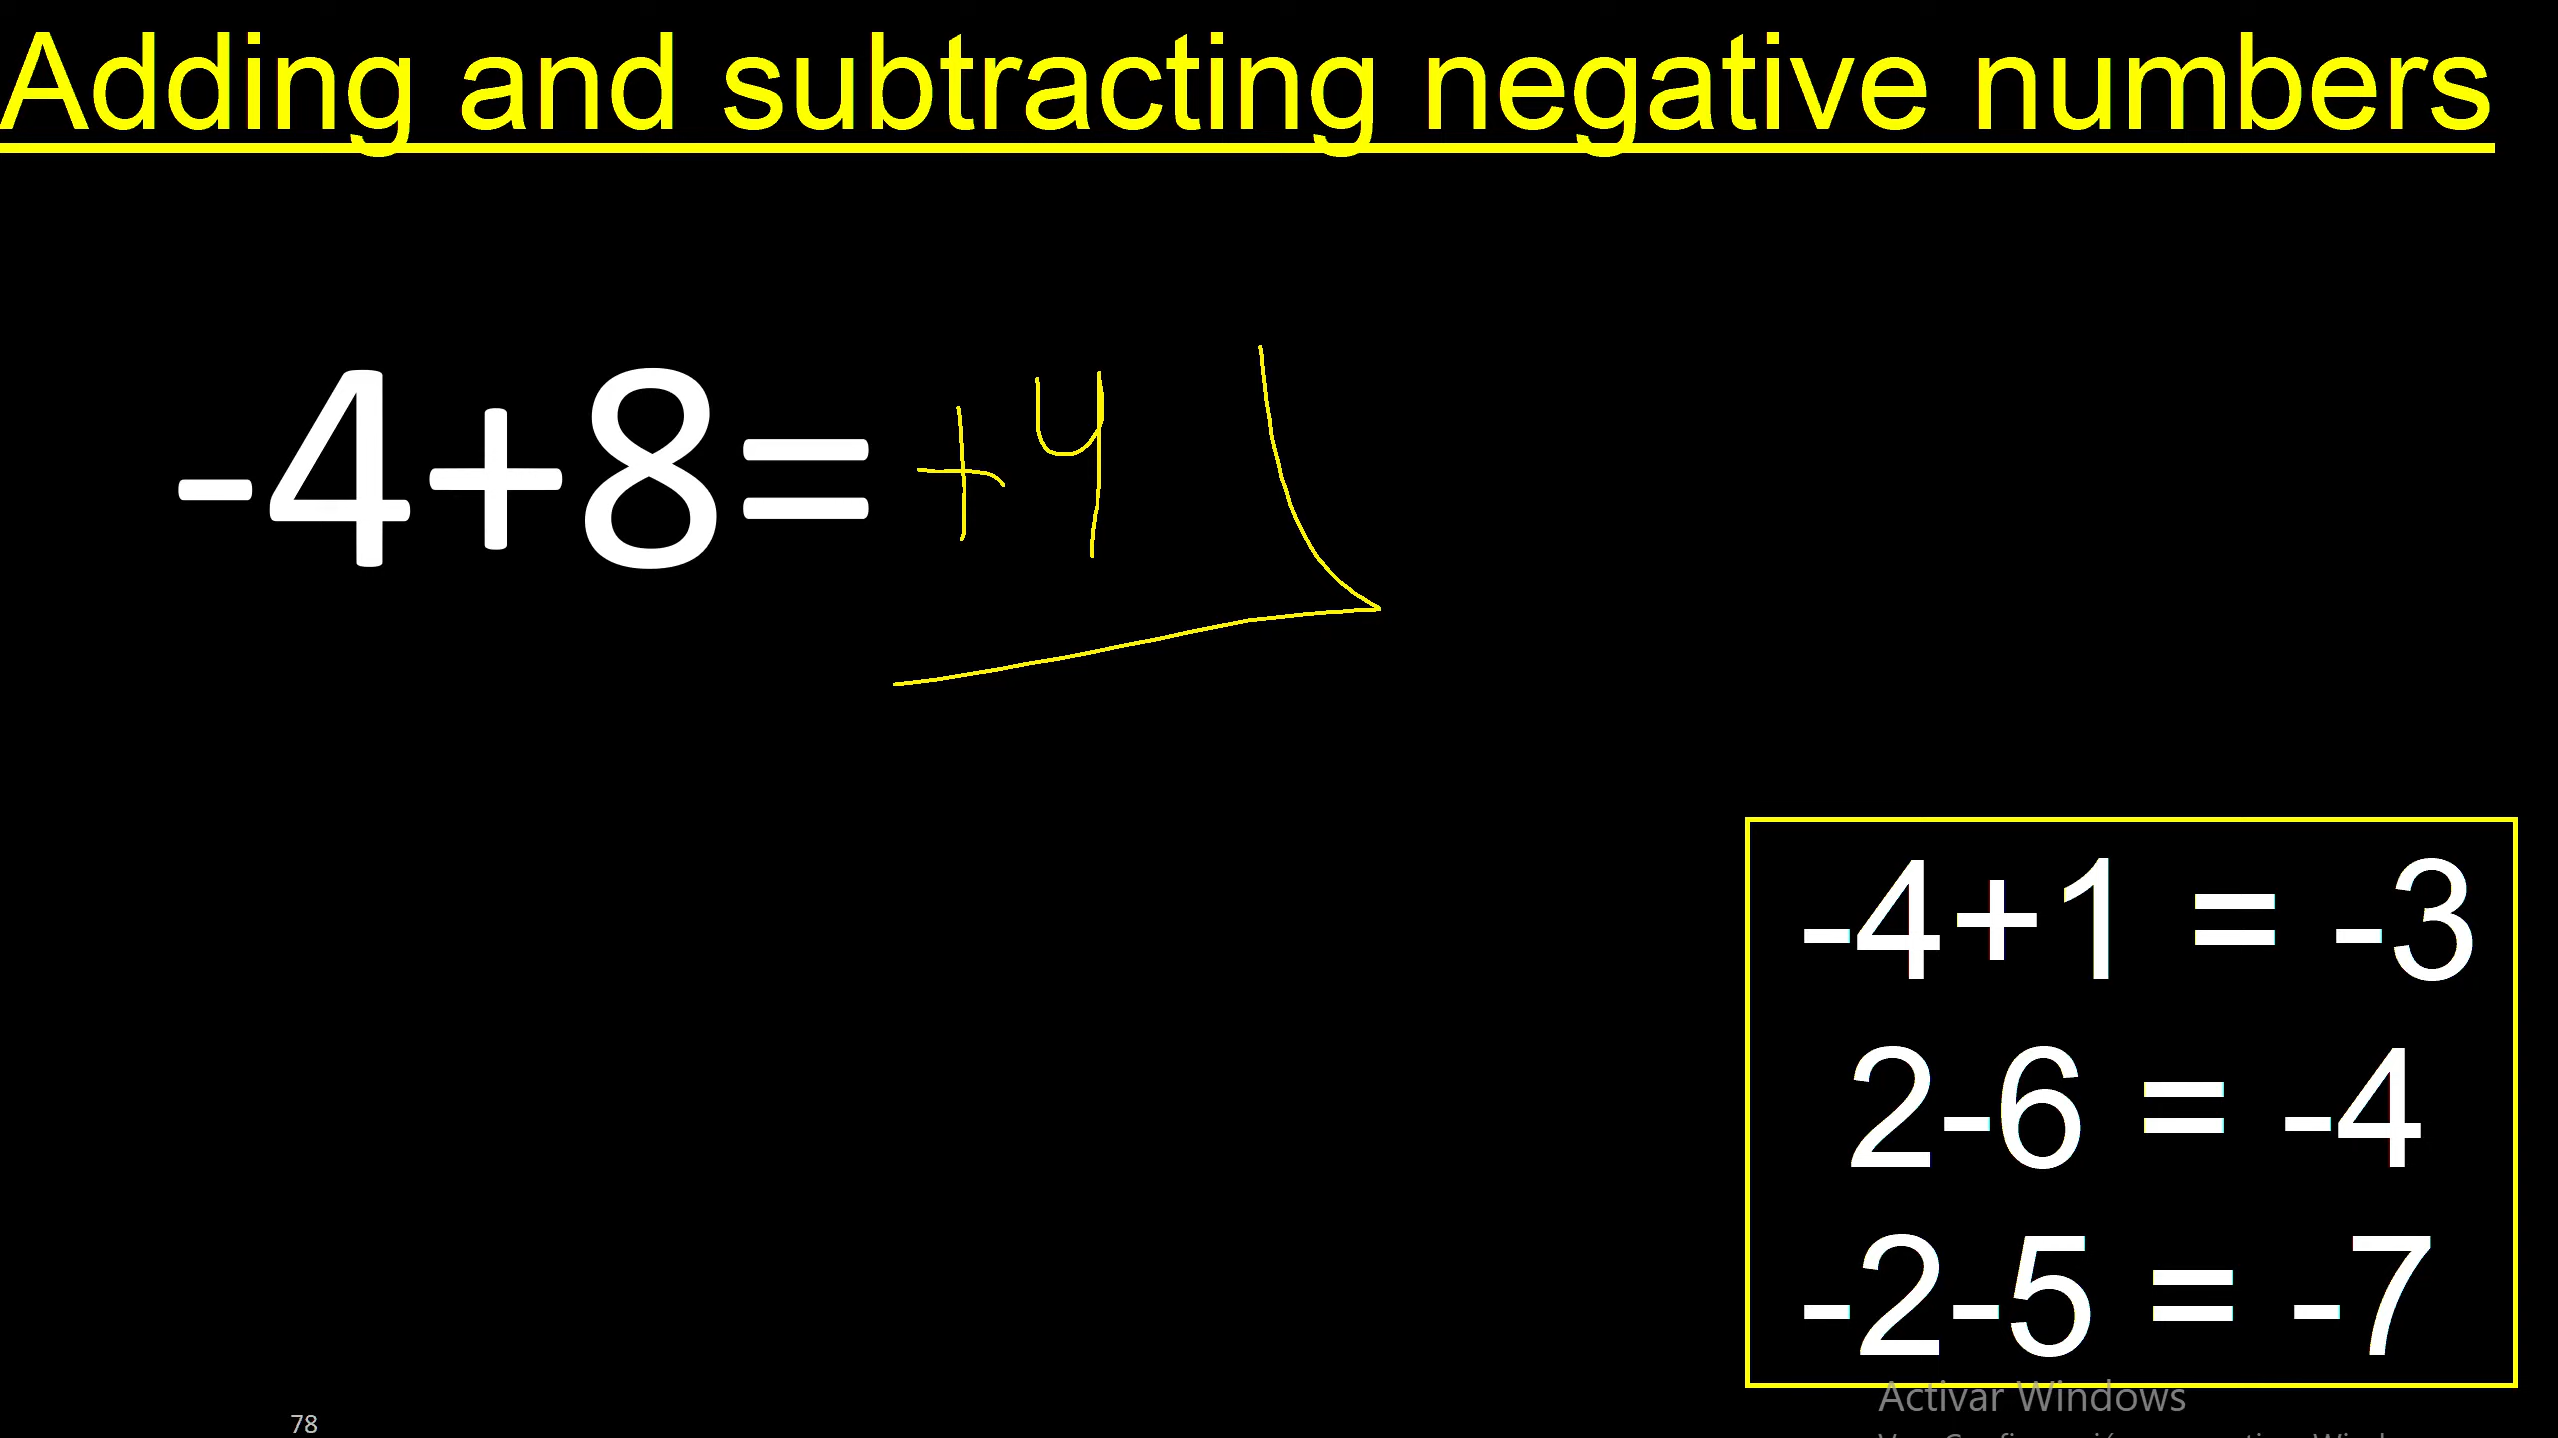 Adding and subtracting negative numbers
-4+8= +4
-4+1 = -3
2-6 = -4
-2-5 = -7
Activar Windows
78